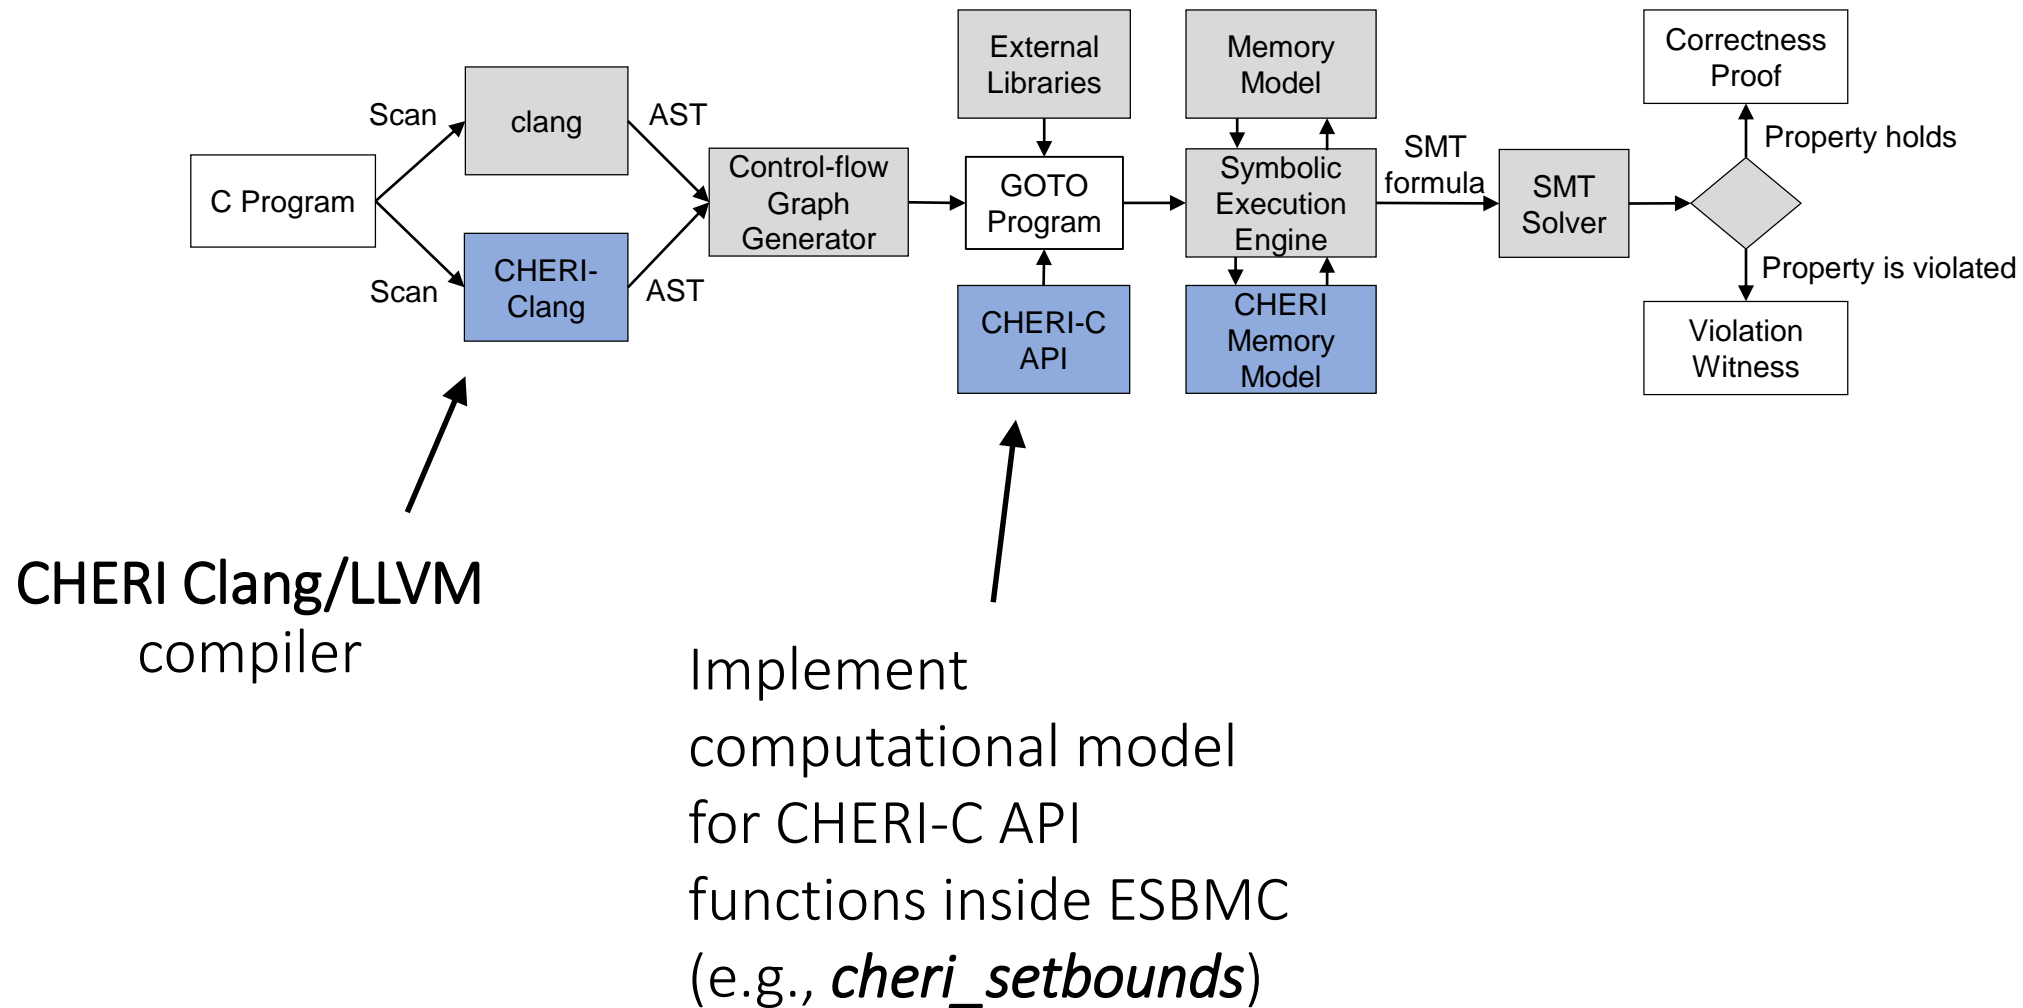 External
Libraries
Memory
Model
Correctness
Proof
Scan
clang
AST
SMT
formula
Property holds
C Program
Control-flow
Graph
Generator
GOTO
Program
Symbolic
Execution
Engine
SMT
Solver
Scan
CHERI-
Clang
AST
CHERI-C
API
CHERI
Memory
Model
Property is violated
Violation
Witness
CHERI Clang/LLVM
compiler
Implement
computational model
for CHERI-C API
functions inside ESBMC
(e.g., cheri_setbounds)